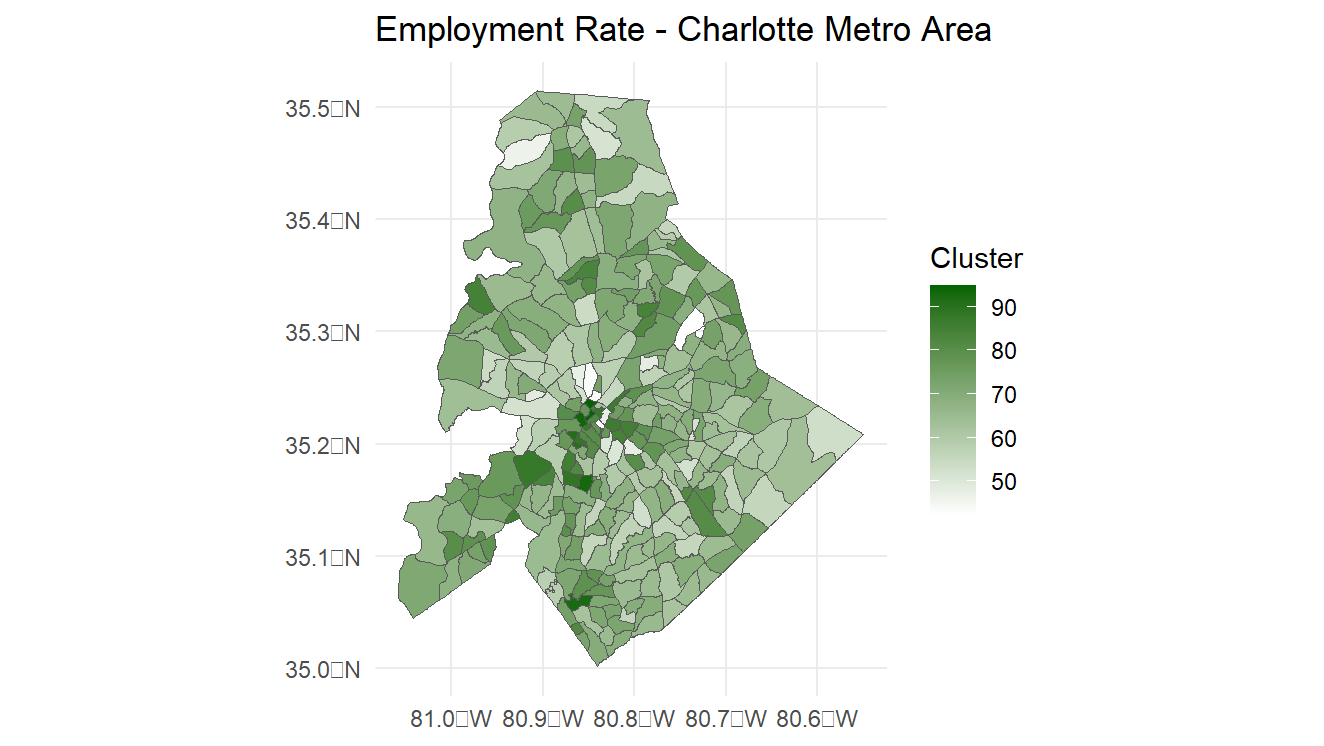 Employment Rate - Charlotte Metro Area
35.5▯N
35.4▯N
35.3▯N
35.2▯N
35.1▯N
35.0▯N
81.0▯W 80.9▯W 80.8▯W 80.7▯W 80.6▯W
Cluster
90
80
70
60
50